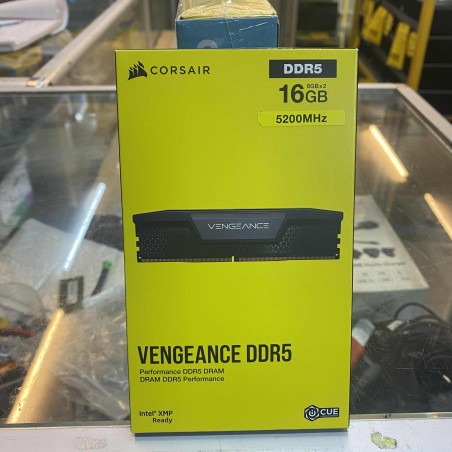 CORSAIR
DDR5
16GB
8GBx2
5200MHz
VENGEANCE
VENGEANCE DDR5
Performance DDR5 DRAM
DRAM DDR5 Performance
Intel® XMP
Ready
iCUE